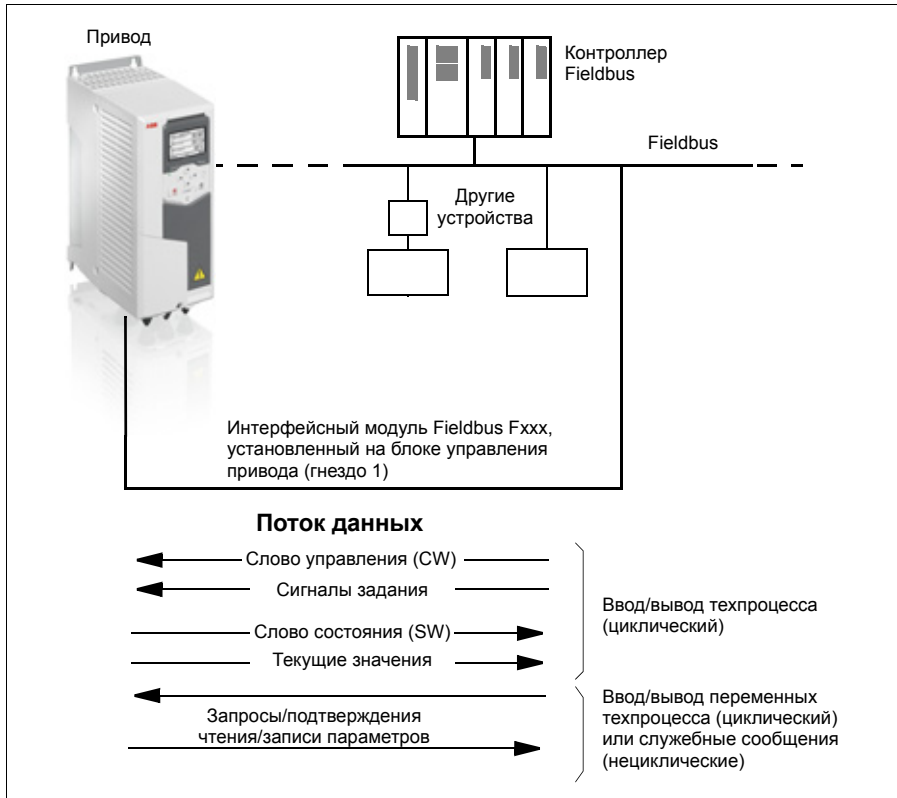 Привод
Контроллер
Fieldbus
Fieldbus
Другие
устройства
Интерфейсный модуль Fieldbus Fxxx,
установленный на блоке управления
привода (гнездо 1)
Поток данных
Слово управления (CW)
Сигналы задания
Слово состояния (SW)
Текущие значения
Ввод/вывод техпроцесса
(циклический)
Запросы/подтверждения
чтения/записи параметров
Ввод/вывод переменных
техпроцесса (циклический)
или служебные сообщения
(нециклические)
ABB